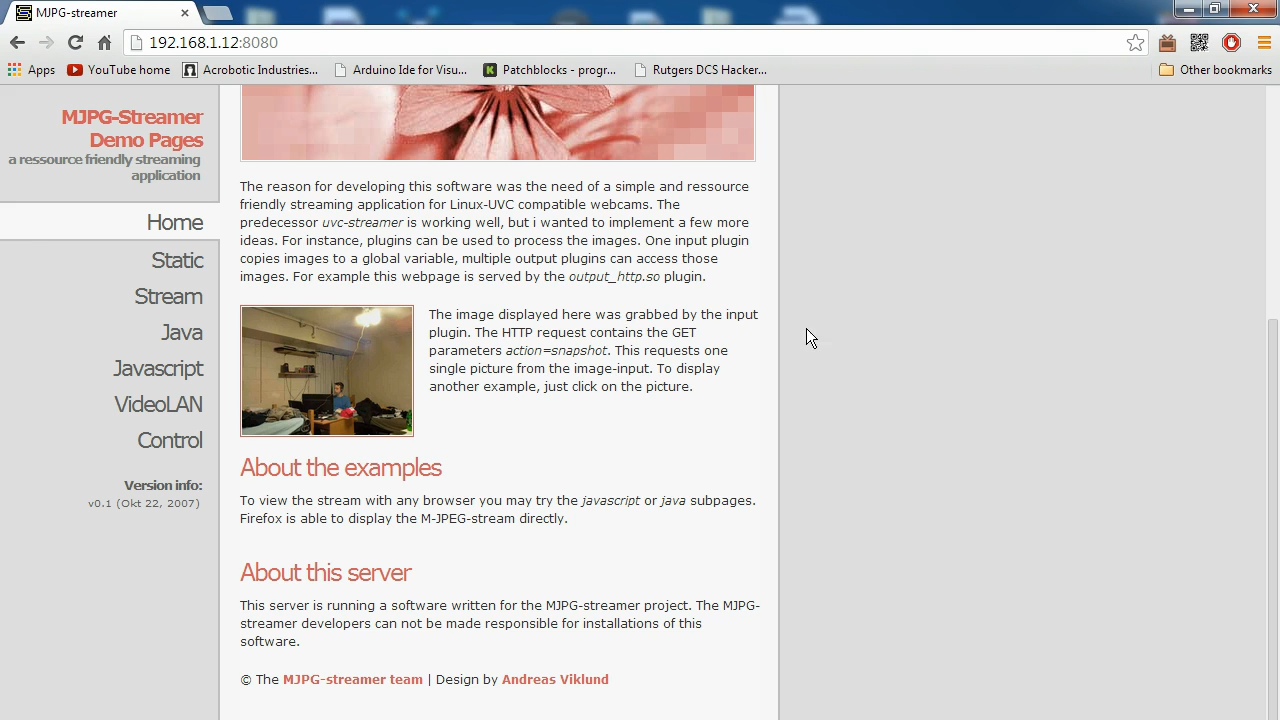 MJPG-streamer
192.168.1.12:8080
Apps YouTube home Acrobotic Industries... Arduino Ide for Visu... Patchblocks - progr... Rutgers DCS Hacker... Other bookmarks
MJPG-Streamer
Demo Pages
a ressource friendly streaming
application
Home
Static
Stream
Java
Javascript
VideoLAN
Control
Version info:
v0.1 (Okt 22, 2007)
The reason for developing this software was the need of a simple and ressource
friendly streaming application for Linux-UVC compatible webcams. The
predecessor uvc-streamer is working well, but i wanted to implement a few more
ideas. For instance, plugins can be used to process the images. One input plugin
copies images to a global variable, multiple output plugins can access those
images. For example this webpage is served by the output_http.so plugin.
The image displayed here was grabbed by the input
plugin. The HTTP request contains the GET
parameters action=snapshot. This requests one
single picture from the image-input. To display
another example, just click on the picture.
About the examples
To view the stream with any browser you may try the javascript or java subpages.
Firefox is able to display the M-JPEG-stream directly.
About this server
This server is running a software written for the MJPG-streamer project. The MJPG-
streamer developers can not be made responsible for installations of this
software.
© The MJPG-streamer team | Design by Andreas Viklund